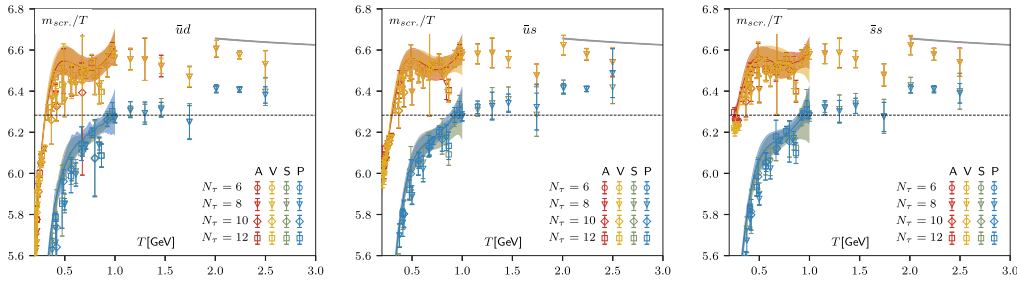 m_{scr.}/T
ūd
6.8
6.6
6.4
6.2
6.0
5.8
5.6
A V S P
N_τ = 6
N_τ = 8
N_τ = 10
N_τ = 12
T[GeV]
0.5 1.0 1.5 2.0 2.5 3.0
m_{scr.}/T
ūs
6.8
6.6
6.4
6.2
6.0
5.8
5.6
A V S P
N_τ = 6
N_τ = 8
N_τ = 10
N_τ = 12
T[GeV]
0.5 1.0 1.5 2.0 2.5 3.0
m_{scr.}/T
s̄s
6.8
6.6
6.4
6.2
6.0
5.8
5.6
A V S P
N_τ = 6
N_τ = 8
N_τ = 10
N_τ = 12
T[GeV]
0.5 1.0 1.5 2.0 2.5 3.0